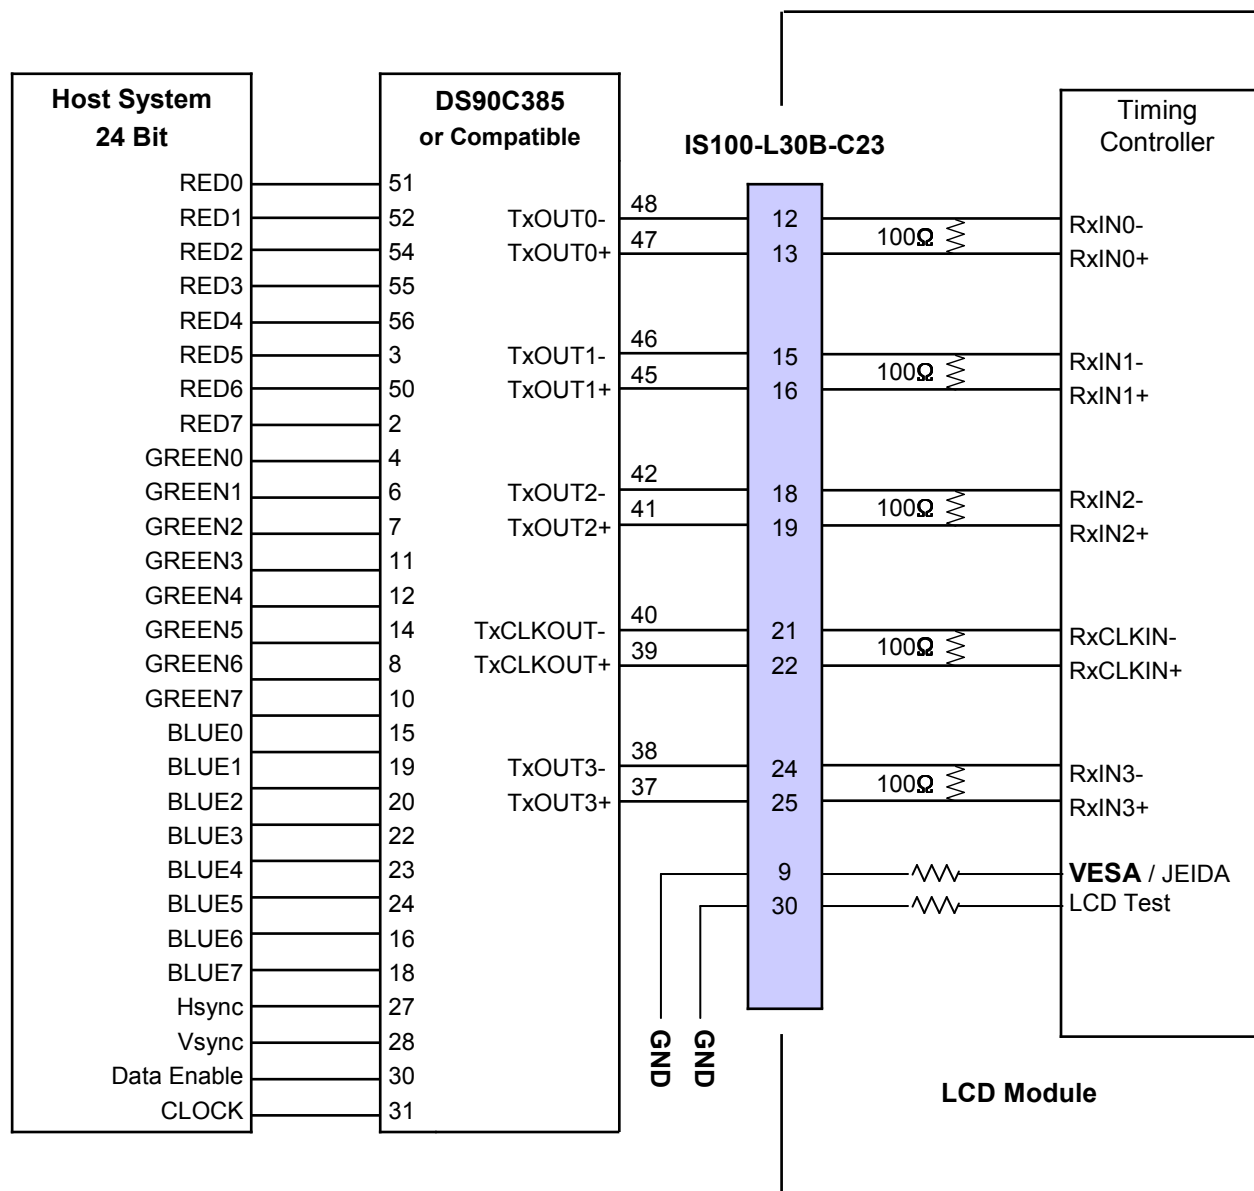 Host System
24 Bit
DS90C385
or Compatible
IS100-L30B-C23
Timing
Controller
RED0 51
RED1 52
RED2 54
RED3 55
RED4 56
RED5 3
RED6 50
RED7 2
GREEN0 4
GREEN1 6
GREEN2 7
GREEN3 11
GREEN4 12
GREEN5 14
GREEN6 8
GREEN7 10
BLUE0 15
BLUE1 19
BLUE2 20
BLUE3 22
BLUE4 23
BLUE5 24
BLUE6 16
BLUE7 18
Hsync 27
Vsync 28
Data Enable 30
CLOCK 31
TxOUT0- 48 12 RxIN0-
100Ω
TxOUT0+ 47 13 RxIN0+
TxOUT1- 46 15 RxIN1-
100Ω
TxOUT1+ 45 16 RxIN1+
TxOUT2- 42 18 RxIN2-
100Ω
TxOUT2+ 41 19 RxIN2+
TxCLKOUT- 40 21 RxCLKIN-
100Ω
TxCLKOUT+ 39 22 RxCLKIN+
TxOUT3- 38 24 RxIN3-
100Ω
TxOUT3+ 37 25 RxIN3+
9 VESA / JEIDA
30 LCD Test
GND
GND
LCD Module